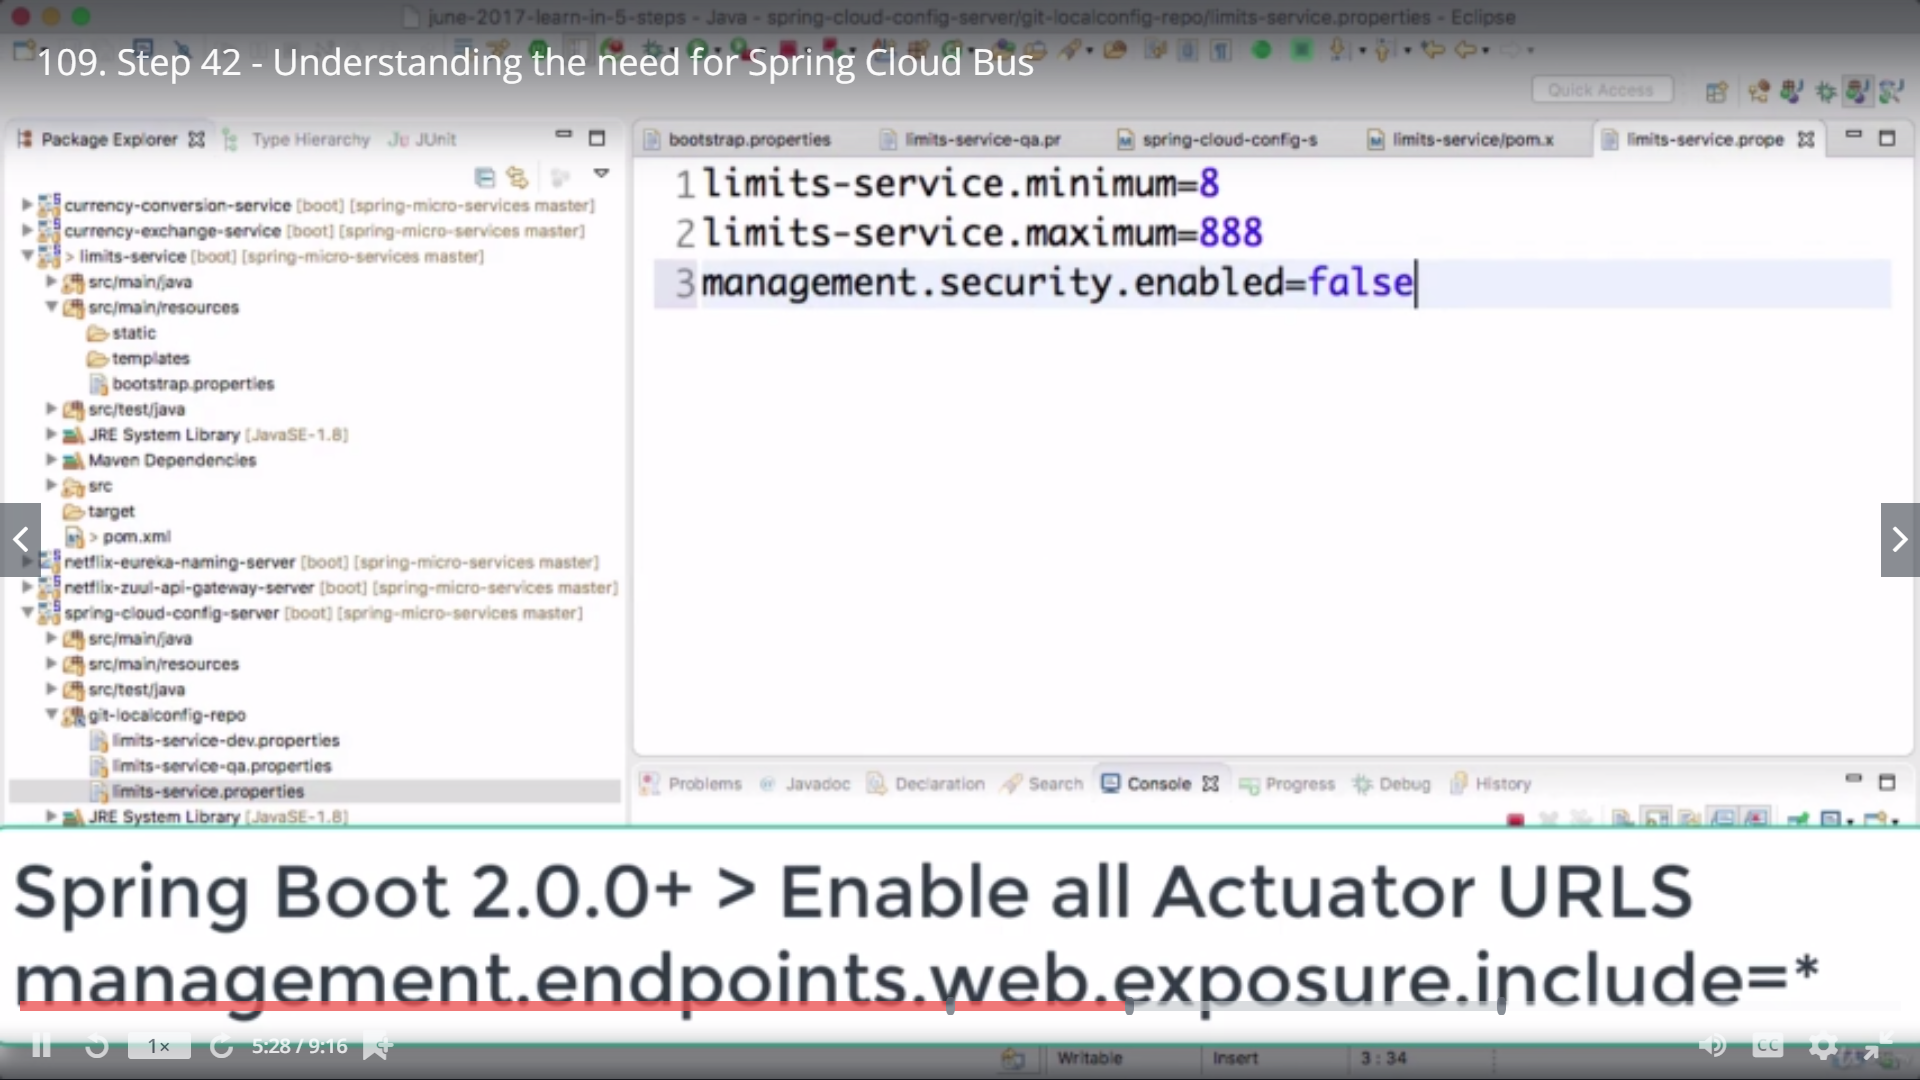 june-2017-learn-in-5-steps - Java - spring-cloud-config-server/git-localconfig-repo/limits-service.properties - Eclipse
109. Step 42 - Understanding the need for Spring Cloud Bus
Quick Access
Package Explorer
Type Hierarchy
Ju JUnit
currency-conversion-service [boot] [spring-micro-services master]
currency-exchange-service [boot] [spring-micro-services master]
> limits-service [boot] [spring-micro-services master]
src/main/java
src/main/resources
static
templates
bootstrap.properties
src/test/java
JRE System Library [JavaSE-1.8]
Maven Dependencies
src
target
> pom.xml
netflix-eureka-naming-server [boot] [spring-micro-services master]
netflix-zuul-api-gateway-server [boot] [spring-micro-services master]
spring-cloud-config-server [boot] [spring-micro-services master]
src/main/java
src/main/resources
src/test/java
git-localconfig-repo
limits-service-dev.properties
limits-service-qa.properties
limits-service.properties
JRE System Library [JavaSE-1.8]
bootstrap.properties
limits-service-qa.pr
spring-cloud-config-s
limits-service/pom.x
limits-service.prope
1 limits-service.minimum=8
2 limits-service.maximum=888
3 management.security.enabled=false
Problems
@ Javadoc
Declaration
Search
Console
Progress
Debug
History
Spring Boot 2.0.0+ > Enable all Actuator URLS
management.endpoints.web.exposure.include=*
1×
5:28 / 9:16
Writable
Insert
3 : 34
CC